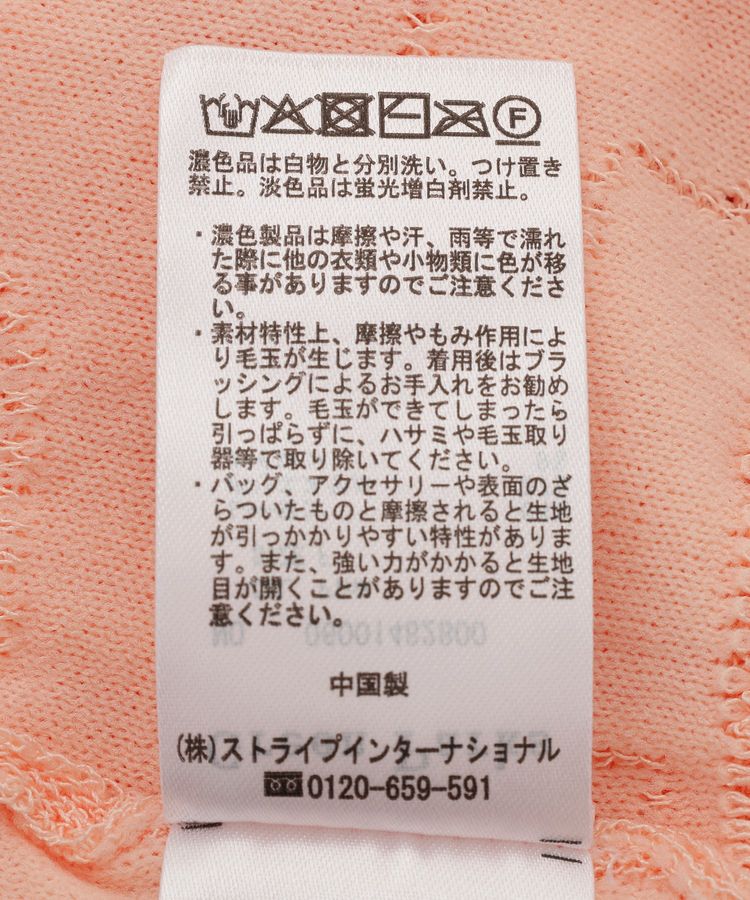 F
濃色品は白物と分別洗い。つけ置き
禁止。淡色品は蛍光増白剤禁止。
・濃色製品は摩擦や汗、雨等で濡れ
た際に他の衣類や小物類に色が移
る事がありますのでご注意くださ
い。
・素材特性上、摩擦やもみ作用によ
り毛玉が生じます。着用後はブラ
ッシングによるお手入れをお勧め
します。毛玉ができてしまったら
引っぱらずに、ハサミや毛玉取り
器等で取り除いてください。
・バッグ、アクセサリーや表面のざ
らついたものと摩擦されると生地
が引っかかりやすい特性がありま
す。また、強い力がかかると生地
目が開くことがありますのでご注
意ください。
中国製
(株)ストライプインターナショナル
0120-659-591